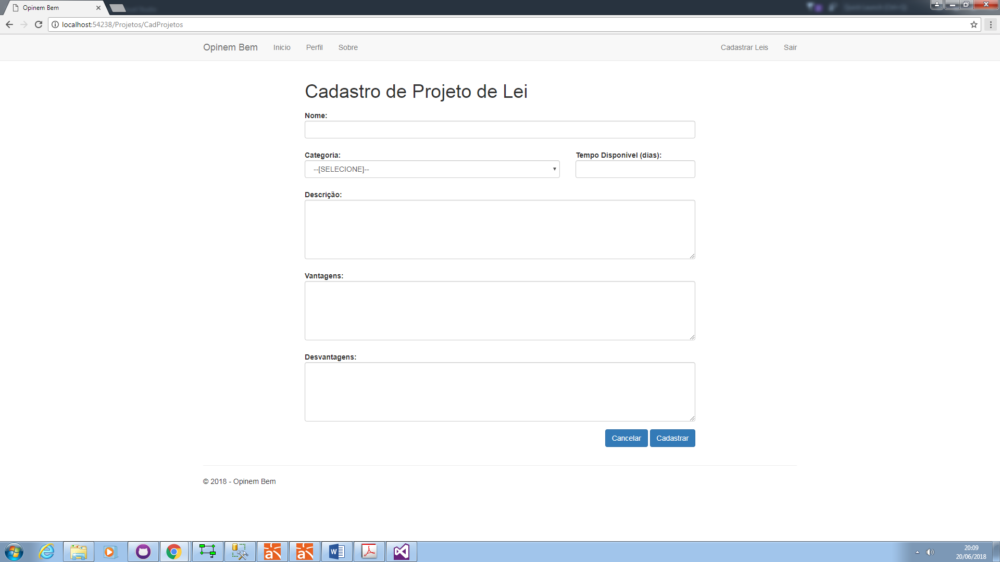 Opinem Bem
localhost:54238/Projetos/CadProjetos
Opinem Bem Inicio Perfil Sobre Cadastrar Leis Sair
Cadastro de Projeto de Lei
Nome:
Categoria: Tempo Disponível (dias):
--[SELECIONE]--
Descrição:
Vantagens:
Desvantagens:
Cancelar Cadastrar
© 2018 - Opinem Bem
20:09
20/06/2018